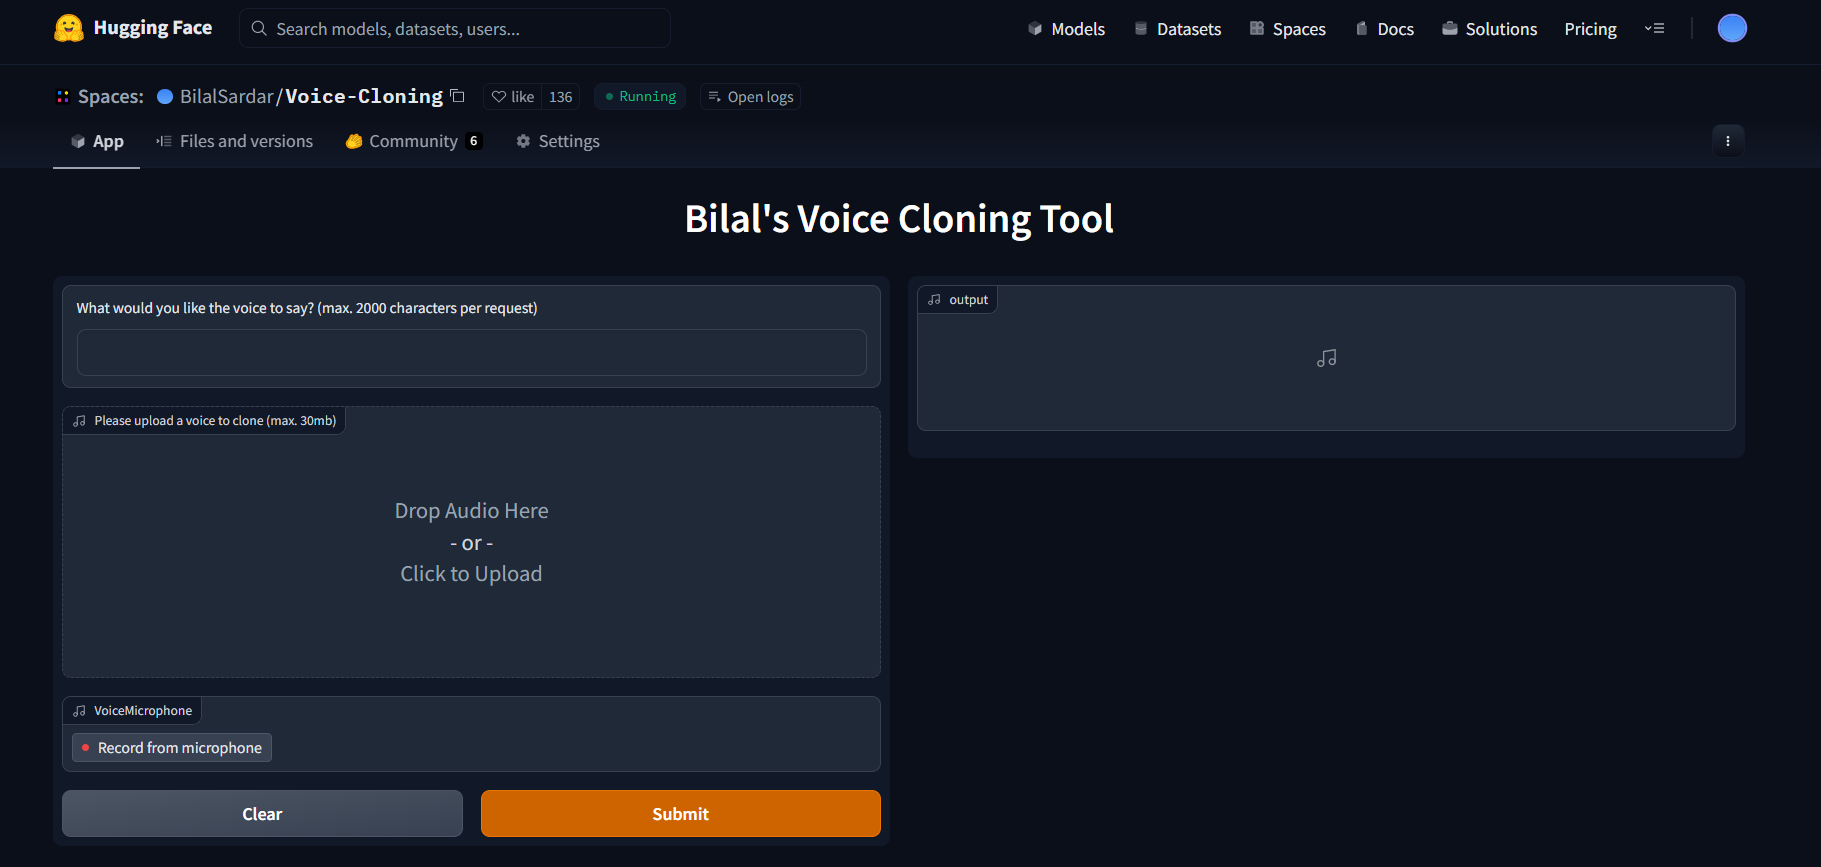 Hugging Face
Search models, datasets, users...
Models
Datasets
Spaces
Docs
Solutions
Pricing
Spaces:
BilalSardar/Voice-Cloning
like 136
Running
Open logs
App
Files and versions
Community 6
Settings
Bilal's Voice Cloning Tool
What would you like the voice to say? (max. 2000 characters per request)
Please upload a voice to clone (max. 30mb)
Drop Audio Here
- or -
Click to Upload
VoiceMicrophone
Record from microphone
Clear
Submit
output